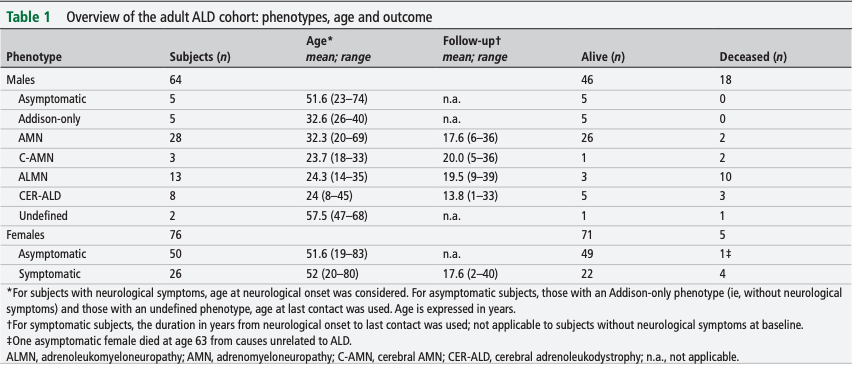 Table 1 Overview of the adult ALD cohort: phenotypes, age and outcome
Phenotype Subjects (n) Age* mean; range Follow-up† mean; range Alive (n) Deceased (n)
Males 64 46 18
Asymptomatic 5 51.6 (23–74) n.a. 5 0
Addison-only 5 32.6 (26–40) n.a. 5 0
AMN 28 32.3 (20–69) 17.6 (6–36) 26 2
C-AMN 3 23.7 (18–33) 20.0 (5–36) 1 2
ALMN 13 24.3 (14–35) 19.5 (9–39) 3 10
CER-ALD 8 24 (8–45) 13.8 (1–33) 5 3
Undefined 2 57.5 (47–68) n.a. 1 1
Females 76 71 5
Asymptomatic 50 51.6 (19–83) n.a. 49 1‡
Symptomatic 26 52 (20–80) 17.6 (2–40) 22 4
*For subjects with neurological symptoms, age at neurological onset was considered. For asymptomatic subjects, those with an Addison-only phenotype (ie, without neurological
symptoms) and those with an undefined phenotype, age at last contact was used. Age is expressed in years.
†For symptomatic subjects, the duration in years from neurological onset to last contact was used; not applicable to subjects without neurological symptoms at baseline.
‡One asymptomatic female died at age 63 from causes unrelated to ALD.
ALMN, adrenoleukomyeloneuropathy; AMN, adrenomyeloneuropathy; C-AMN, cerebral AMN; CER-ALD, cerebral adrenoleukodystrophy; n.a., not applicable.